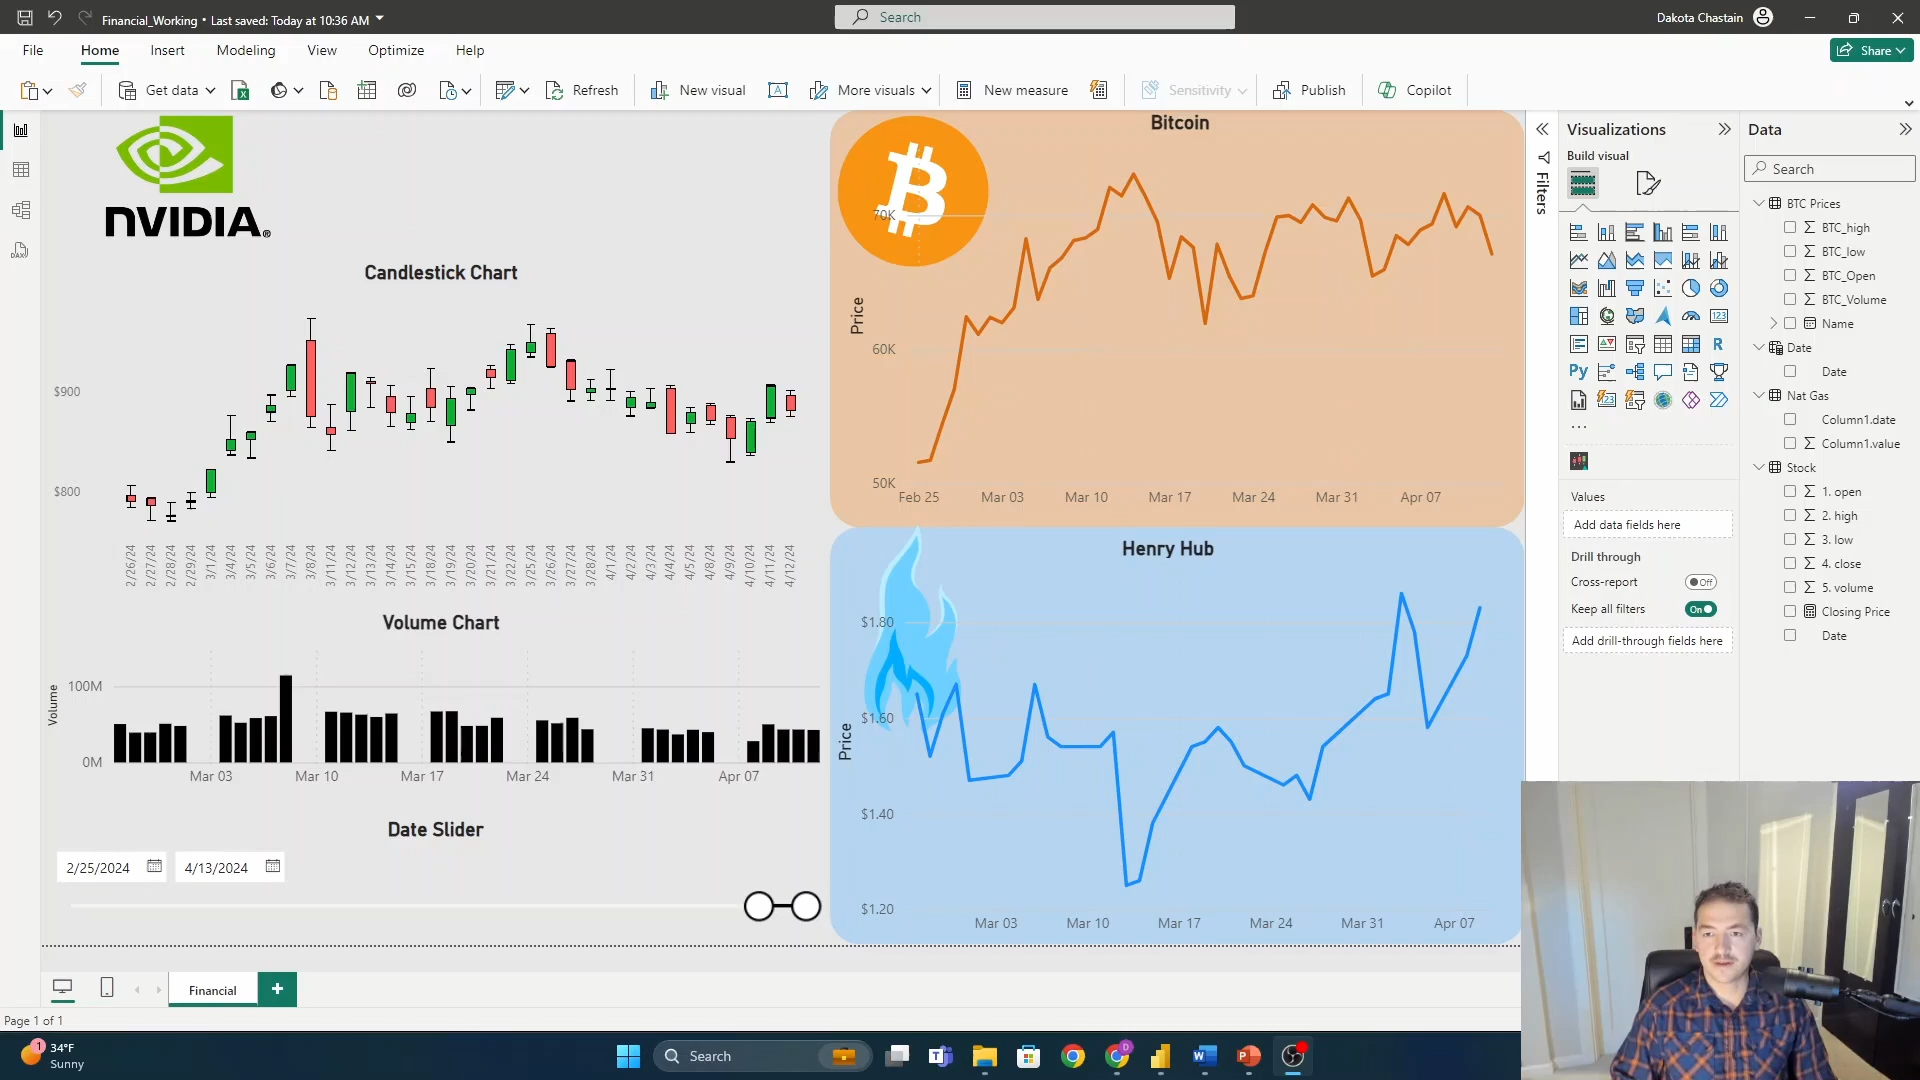 Financial_Working • Last saved: Today at 10:36 AM
Search
Dakota Chastain
File
Home
Insert
Modeling
View
Optimize
Help
Share
Get data
Refresh
New visual
More visuals
New measure
Sensitivity
Publish
Copilot
NVIDIA®
Candlestick Chart
$900
$800
2/26/24
2/27/24
2/28/24
2/29/24
3/1/24
3/4/24
3/5/24
3/6/24
3/7/24
3/8/24
3/11/24
3/12/24
3/13/24
3/14/24
3/15/24
3/18/24
3/19/24
3/20/24
3/21/24
3/22/24
3/25/24
3/26/24
3/27/24
3/28/24
4/1/24
4/2/24
4/3/24
4/4/24
4/5/24
4/8/24
4/9/24
4/10/24
4/11/24
4/12/24
Volume Chart
Volume
100M
0M
Mar 03
Mar 10
Mar 17
Mar 24
Mar 31
Apr 07
Date Slider
2/25/2024
4/13/2024
Bitcoin
Price
70K
60K
50K
Feb 25
Mar 03
Mar 10
Mar 17
Mar 24
Mar 31
Apr 07
Henry Hub
Price
$1.80
$1.60
$1.40
$1.20
Mar 03
Mar 10
Mar 17
Mar 24
Mar 31
Apr 07
Filters
Visualizations
Build visual
123
R
Py
...
Values
Add data fields here
Drill through
Cross-report
Off
Keep all filters
On
Add drill-through fields here
Data
Search
BTC Prices
BTC_high
BTC_low
BTC_Open
BTC_Volume
Name
Date
Date
Nat Gas
Column1.date
Column1.value
Stock
1. open
2. high
3. low
4. close
5. volume
Closing Price
Date
Financial
Page 1 of 1
1
34°F
Sunny
Search